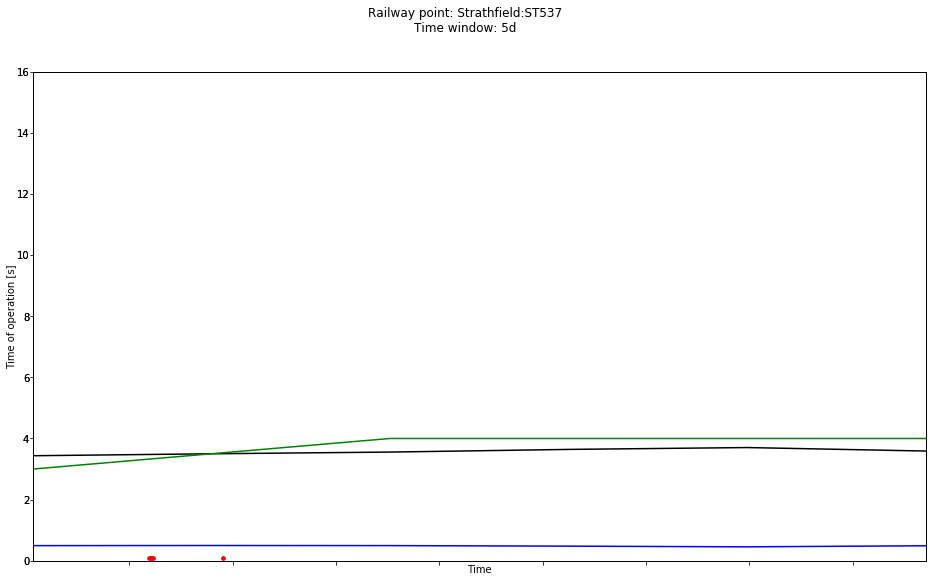 Railway point: Strathfield:ST537
Time window: 5d
16
14
12
10
8
6
4
2
0
Time of operation [s]
Time